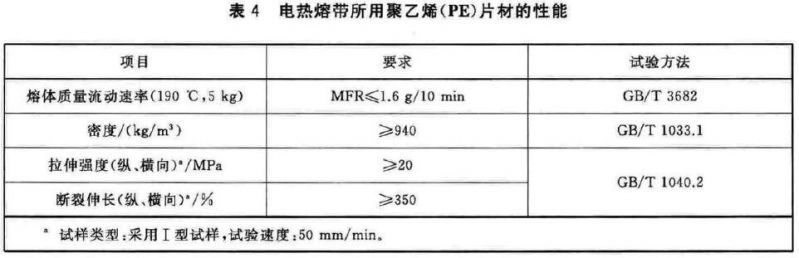 表 4 电热熔带所用聚乙烯(PE)片材的性能
项目 要求 试验方法
熔体质量流动速率(190 ℃,5 kg) MFR≤1.6 g/10 min GB/T 3682
密度/(kg/m³) ≥940 GB/T 1033.1
拉伸强度(纵、横向)ᵃ/MPa ≥20 GB/T 1040.2
断裂伸长(纵、横向)ᵃ/% ≥350
ᵃ 试样类型:采用Ⅰ型试样,试验速度:50 mm/min。